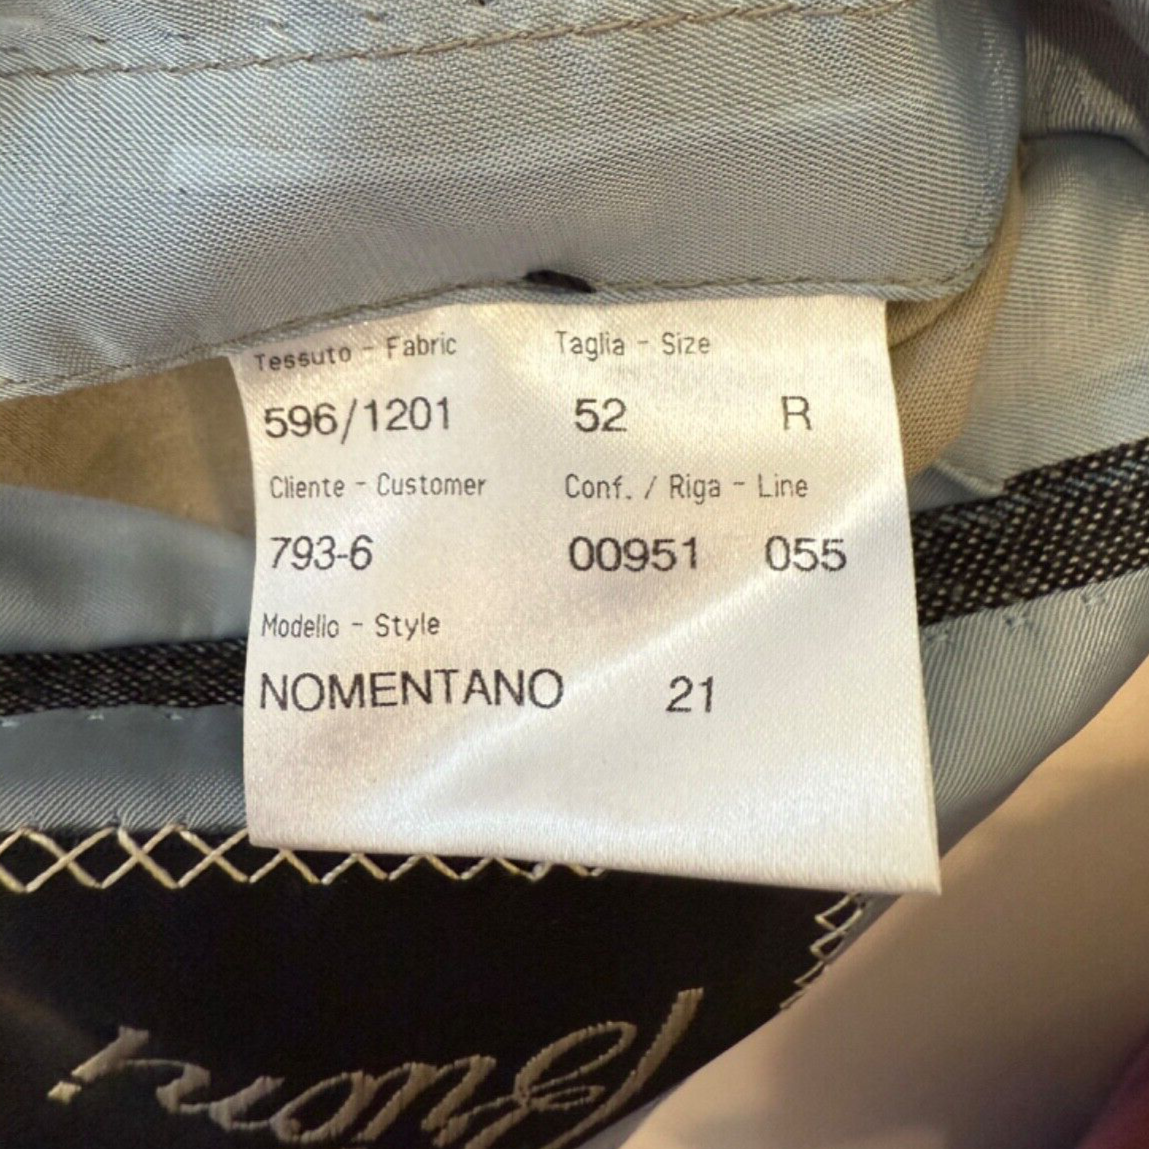 Tessuto - Fabric Taglia - Size
596/1201 52 R
Cliente - Customer Conf. / Riga - Line
793-6 00951 055
Modello - Style
NOMENTANO 21